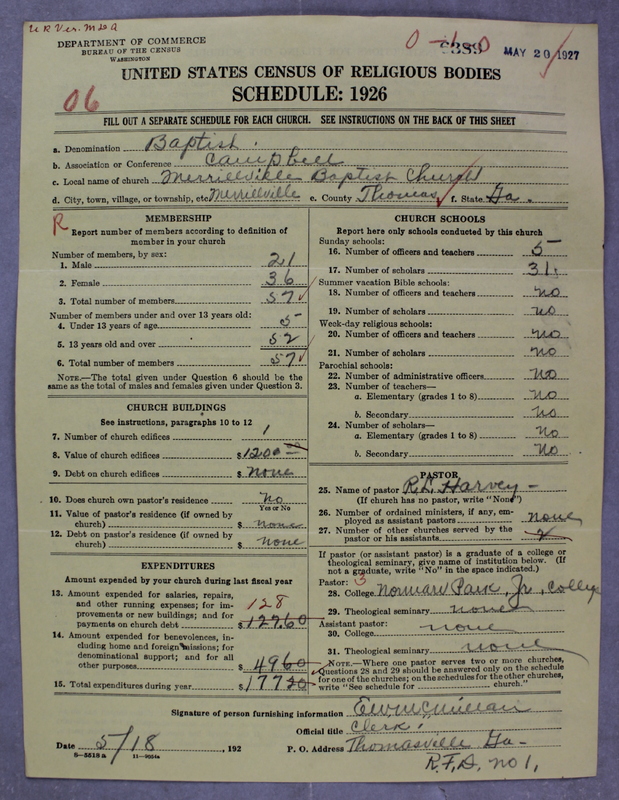 U R Ver. M & A
DEPARTMENT OF COMMERCE
BUREAU OF THE CENSUS
WASHINGTON
MAY 20 1927
UNITED STATES CENSUS OF RELIGIOUS BODIES
06
SCHEDULE: 1926
FILL OUT A SEPARATE SCHEDULE FOR EACH CHURCH. SEE INSTRUCTIONS ON THE BACK OF THIS SHEET
a. Denomination Baptist.
b. Association or Conference Campbell
c. Local name of church Merrillville Baptist Church
d. City, town, village, or township, etc. Merrillville e. County Thomas f. State Ga.
R
MEMBERSHIP
Report number of members according to definition of
member in your church
Number of members, by sex:
1. Male 21
2. Female 36
3. Total number of members 57
Number of members under and over 13 years old:
4. Under 13 years of age 5
5. 13 years old and over 52
6. Total number of members 57
NOTE.—The total given under Question 6 should be
same as the total of males and females given under Question 3.
CHURCH BUILDINGS
See instructions, paragraphs 10 to 12
7. Number of church edifices 1
8. Value of church edifices $1200 00
9. Debt on church edifices $ None
10. Does church own pastor's residence No
Yes or No
11. Value of pastor's residence (if owned by
church) $ none
12. Debt on pastor's residence (if owned by
church) $ none
EXPENDITURES
Amount expended by your church during last fiscal year
13. Amount expended for salaries, repairs,
and other running expenses; for im-
provements or new buildings; and for
payments on church debt 128 $127.60
14. Amount expended for benevolences, in-
cluding home and foreign missions; for
denominational support; and for all
other purposes $ 49 60
15. Total expenditures during year $ 177 20
CHURCH SCHOOLS
Report here only schools conducted by this church
Sunday schools:
16. Number of officers and teachers 5
17. Number of scholars 31
Summer vacation Bible schools:
18. Number of officers and teachers no
19. Number of scholars no
Week-day religious schools:
20. Number of officers and teachers no
21. Number of scholars no
Parochial schools:
22. Number of administrative officers No
23. Number of teachers—
a. Elementary (grades 1 to 8) No
b. Secondary No
24. Number of scholars—
a. Elementary (grades 1 to 8) No
b. Secondary No
PASTOR
25. Name of pastor R. L. Harvey —
(If church has no pastor, write "None")
26. Number of ordained ministers, if any, em-
ployed as assistant pastors none
27. Number of other churches served by the
pastor or his assistants
3
If pastor (or assistant pastor) is a graduate of a college or
theological seminary, give name of institution below. (If
not a graduate, write "No" in the space indicated.)
Pastor:
28. College Norman Park, Jr. College
29. Theological seminary none
Assistant pastor:
30. College none
31. Theological seminary none
NOTE.—Where one pastor serves two or more churches,
Questions 28 and 29 should be answered only on the schedule
for one of the churches; on the schedules for the other churches,
write "See schedule for church."
Signature of person furnishing information
Official title Clerk
Date 5/18, 192 P. O. Address Thomasville Ga-
8-5518 a
R.F.D. No 1.